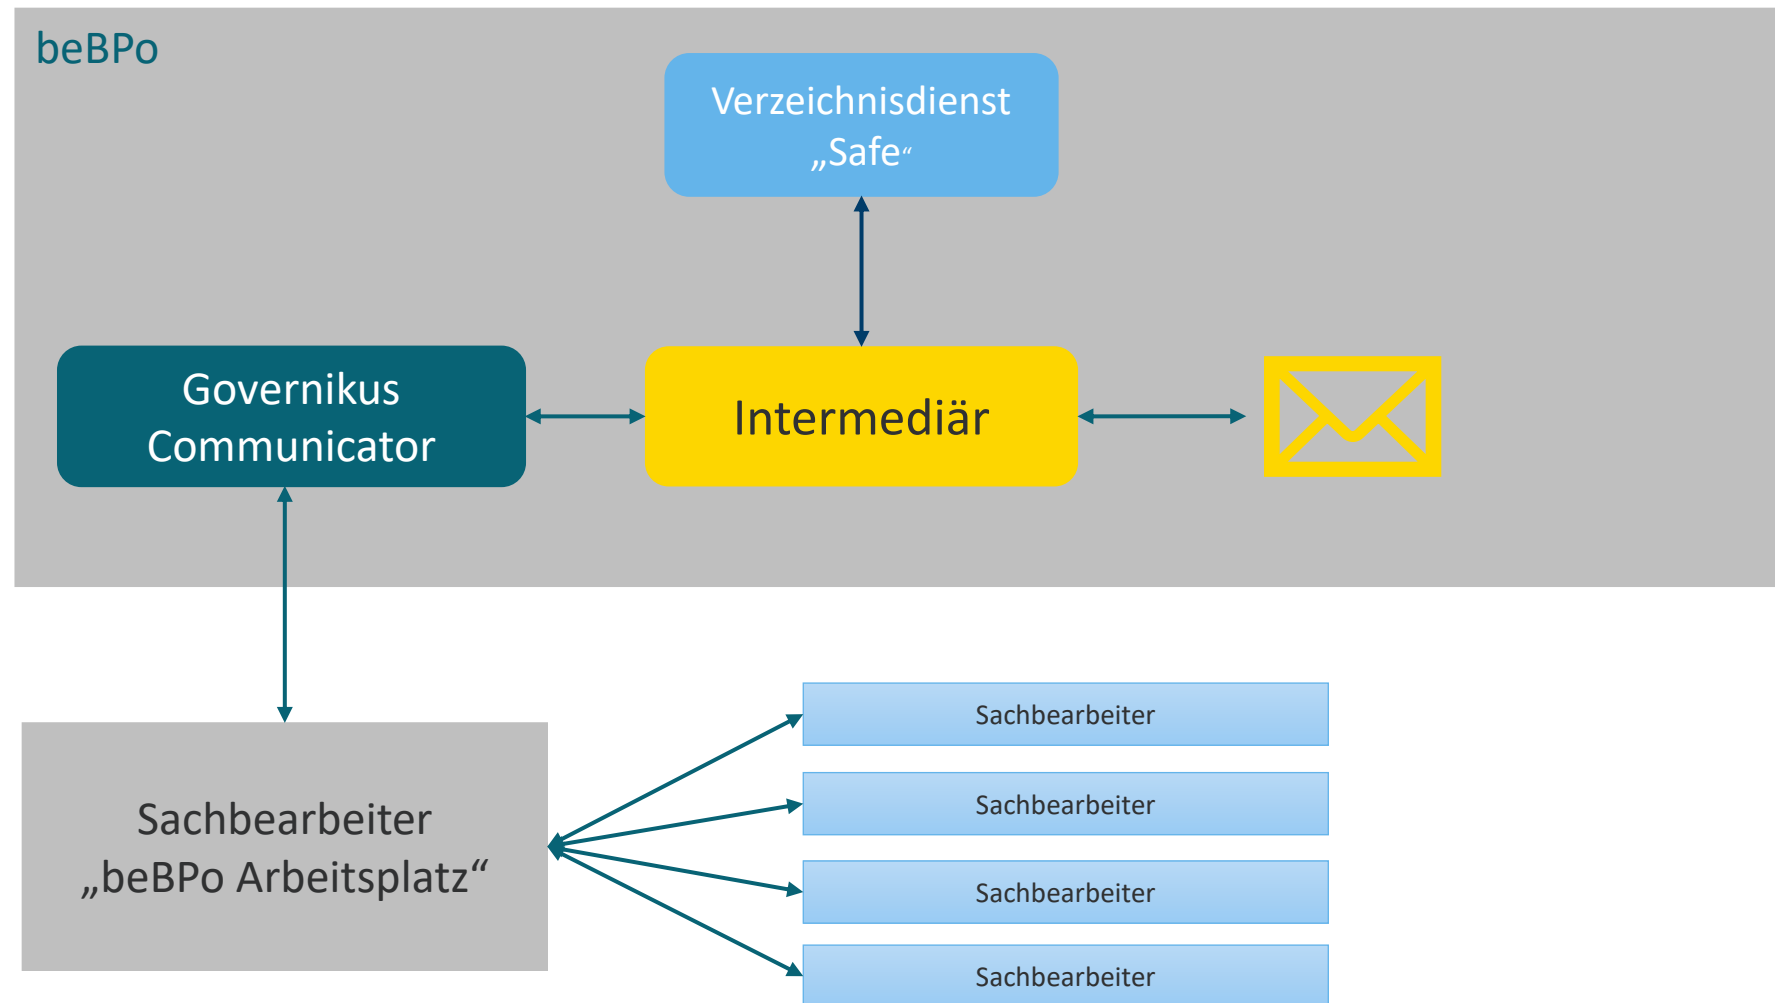 beBPo
Verzeichnisdienst
„Safe“
Governikus
Communicator
Intermediär
Sachbearbeiter
„beBPo Arbeitsplatz“
Sachbearbeiter
Sachbearbeiter
Sachbearbeiter
Sachbearbeiter